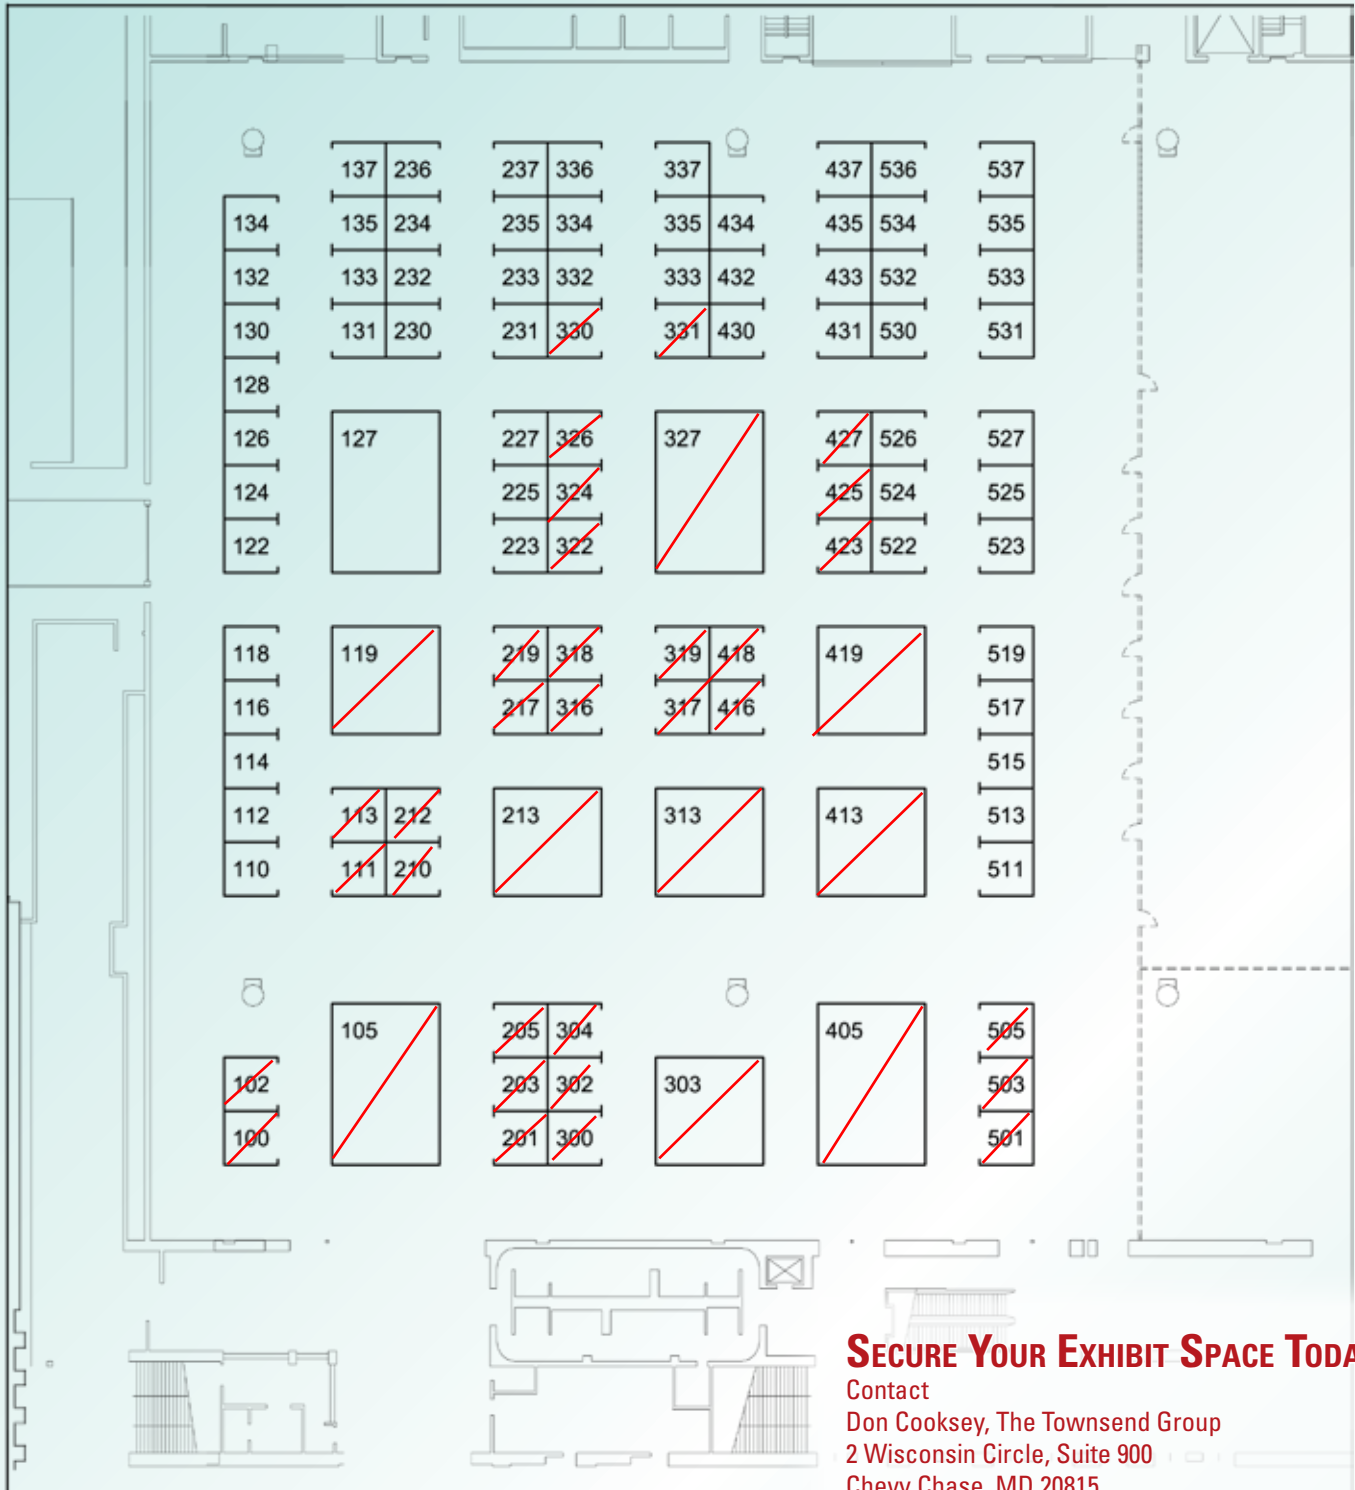 137 236 237 336 337 437 536 537
134 135 234 235 334 335 434 435 534 535
132 133 232 233 332 333 432 433 532 533
130 131 230 231 330 331 430 431 530 531
128
126 127 227 326 327 427 526 527
124 225 324 425 524 525
122 223 322 423 522 523
118 119 219 318 319 418 419 519
116 217 316 317 416 517
114 515
112 113 212 213 313 413 513
110 111 210 511
105 205 304 405 505
102 203 302 303 503
100 201 300 501
SECURE YOUR EXHIBIT SPACE TODA
Contact
Don Cooksey, The Townsend Group
2 Wisconsin Circle, Suite 900
Chevy Chase, MD 20815